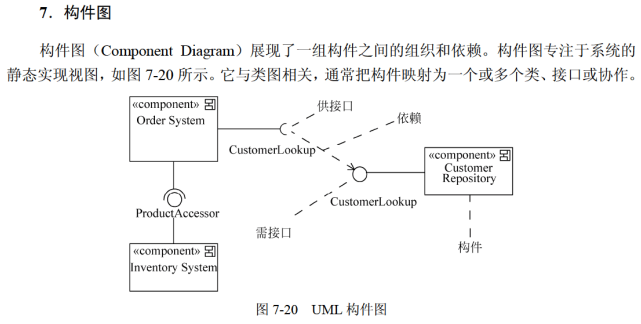 7．构件图
构件图（Component Diagram）展现了一组构件之间的组织和依赖。构件图专注于系统的
静态实现视图，如图 7-20 所示。它与类图相关，通常把构件映射为一个或多个类、接口或协作。
«component»
Order System
供接口
依赖
CustomerLookup
«component»
Customer
Repository
CustomerLookup
ProductAccessor
需接口
构件
«component»
Inventory System
图 7-20 UML 构件图